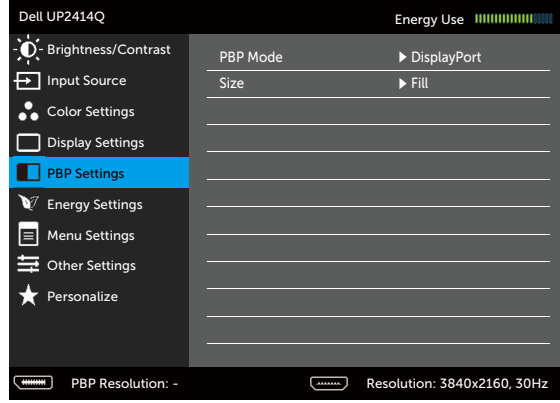 Dell UP2414Q
Energy Use
Brightness/Contrast
Input Source
Color Settings
Display Settings
PBP Settings
Energy Settings
Menu Settings
Other Settings
Personalize
PBP Mode DisplayPort
Size Fill
PBP Resolution: -
Resolution: 3840x2160, 30Hz